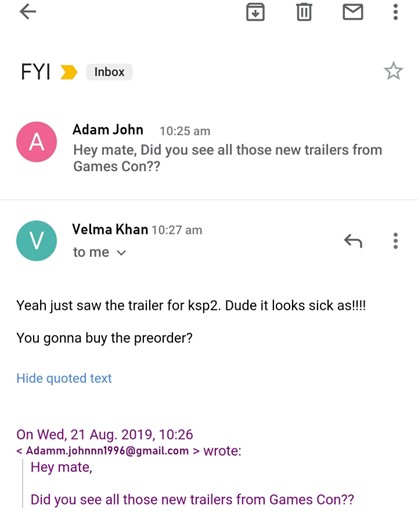 FYI Inbox
A
Adam John 10:25 am
Hey mate, Did you see all those new trailers from
Games Con??
V
Velma Khan 10:27 am
to me
Yeah just saw the trailer for ksp2. Dude it looks sick as!!!!
You gonna buy the preorder?
Hide quoted text
On Wed, 21 Aug. 2019, 10:26
< Adamm.johnnn1996@gmail.com > wrote:
Hey mate,
Did you see all those new trailers from Games Con??